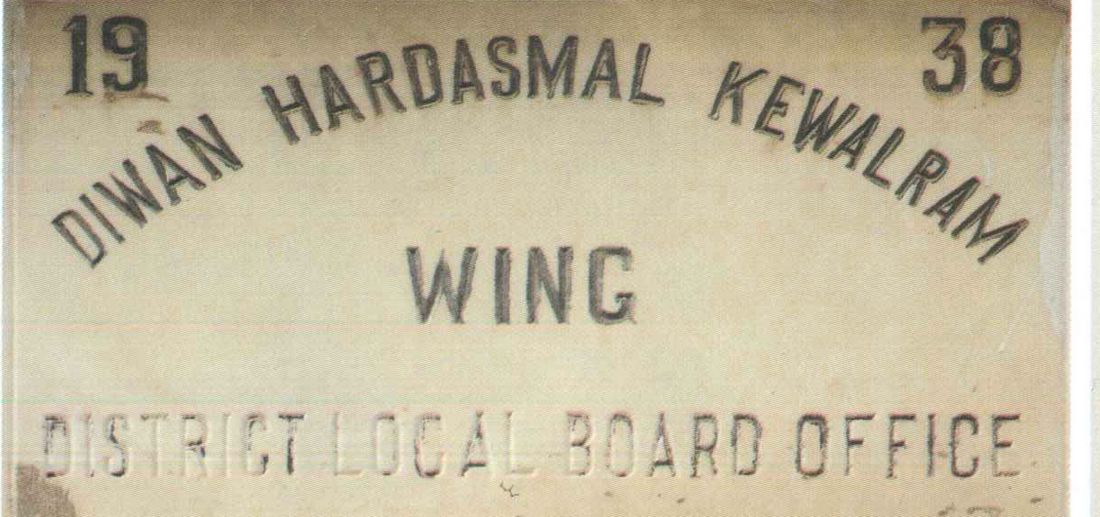 19 38
DIWAN HARDASMAL KEWALRAM
WING
DISTRICT LOCAL BOARD OFFICE